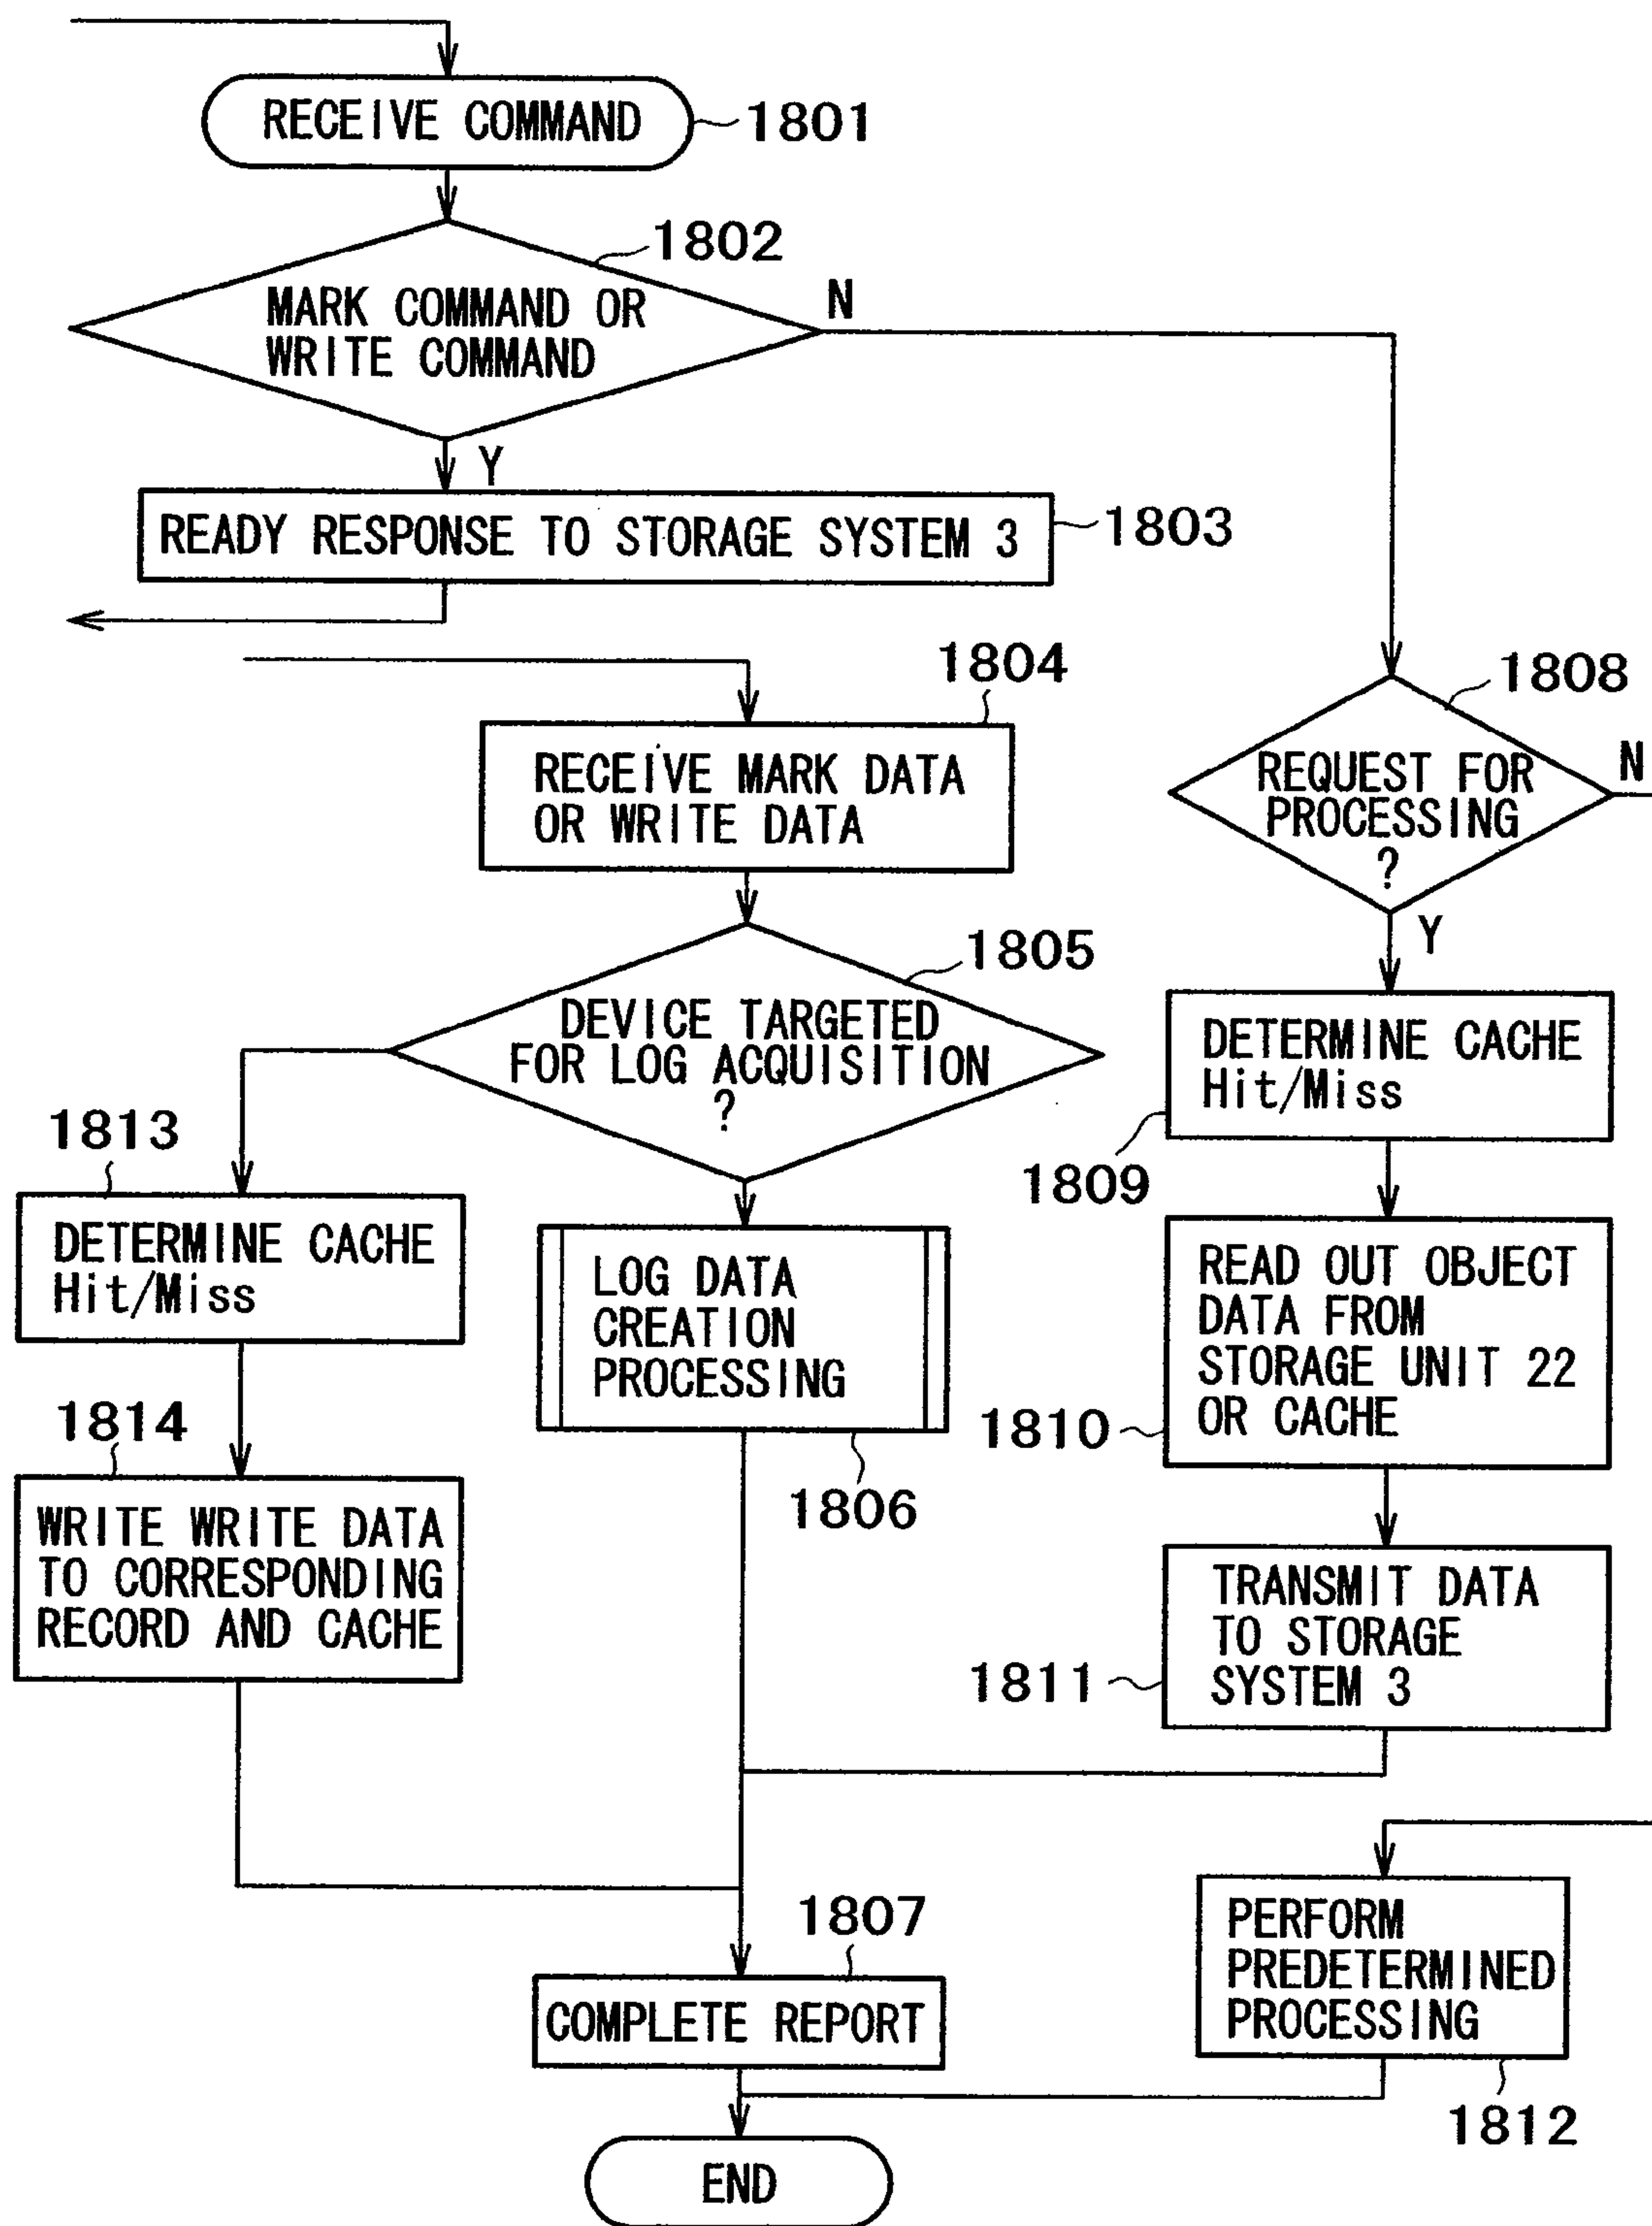 RECEIVE COMMAND
1801
1802
MARK COMMAND OR
WRITE COMMAND
N
Y
READY RESPONSE TO STORAGE SYSTEM 3
1803
1804
RECEIVE MARK DATA
OR WRITE DATA
1805
DEVICE TARGETED
FOR LOG ACQUISITION
?
1813
DETERMINE CACHE
Hit/Miss
1814
WRITE WRITE DATA
TO CORRESPONDING
RECORD AND CACHE
LOG DATA
CREATION
PROCESSING
1806
1808
REQUEST FOR
PROCESSING
?
N
Y
DETERMINE CACHE
Hit/Miss
1809
READ OUT OBJECT
DATA FROM
STORAGE UNIT 22
OR CACHE
1810
TRANSMIT DATA
TO STORAGE
SYSTEM 3
1811
1807
COMPLETE REPORT
PERFORM
PREDETERMINED
PROCESSING
1812
END